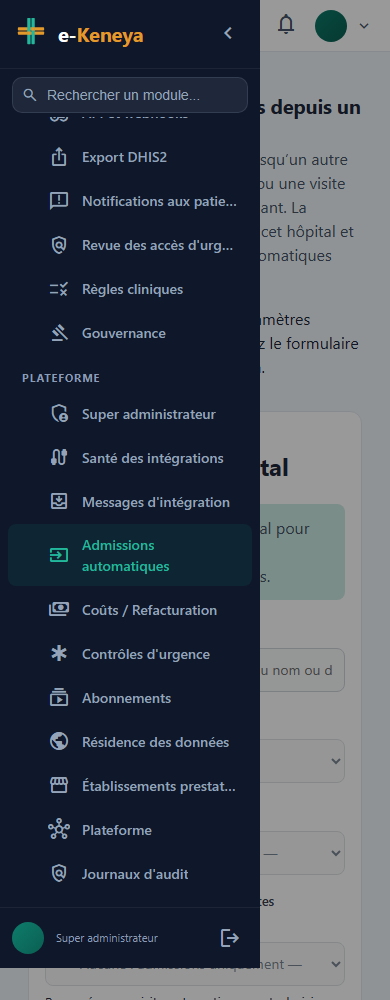 e-Keneya
Rechercher un module...
Export DHIS2
Notifications aux patie...
Revue des accès d'urg...
Règles cliniques
Gouvernance
PLATEFORME
Super administrateur
Santé des intégrations
Messages d'intégration
Admissions
automatiques
Coûts / Refacturation
Contrôles d'urgence
Abonnements
Résidence des données
Établissements prestat...
Plateforme
Journaux d'audit
Super administrateur
s depuis un
squ'un autre
ou une visite
ant. La
cet hôpital et
omatiques
amètres
z le formulaire
tal
al pour
s.
u nom ou d
—
tes